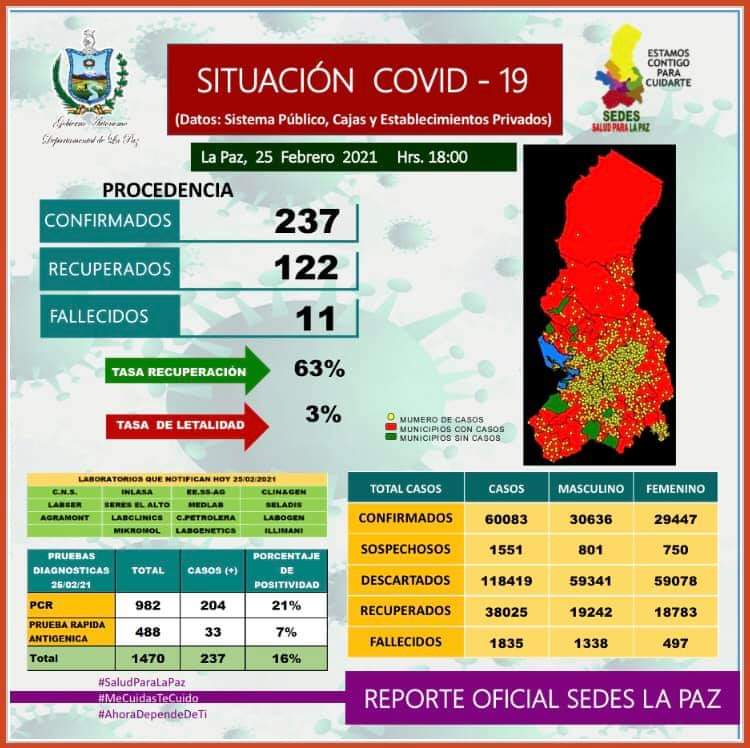 Gobierno Autonomo
Departamental de La Paz
SITUACIÓN COVID - 19
(Datos: Sistema Público, Cajas y Establecimientos Privados)
ESTAMOS
CONTIGO
PARA
CUIDARTE
SEDES
SALUD PARA LA PAZ
La Paz, 25 Febrero 2021 Hrs. 18:00
PROCEDENCIA
CONFIRMADOS 237
RECUPERADOS 122
FALLECIDOS 11
TASA RECUPERACIÓN 63%
TASA DE LETALIDAD 3%
MUMERO DE CASOS
MUNICIPIOS CON CASOS
MUNICIPIOS SIN CASOS
LABORATORIOS QUE NOTIFICAN HOY 25/02/2021
C.N.S. INLASA EE.SS-AG CLINAGEN
LABSER SERES EL ALTO MEDLAB SELADIS
AGRAMONT LABCLINICS C.PETROLERA LABOGEN
MIKROMOL LABGENETICS ILLIMANI
PRUEBAS
DIAGNOSTICAS
25/02/21
TOTAL
CASOS (+)
PORCENTAJE
DE
POSITIVIDAD
PCR 982 204 21%
PRUEBA RAPIDA
ANTIGENICA
488 33 7%
Total 1470 237 16%
TOTAL CASOS CASOS MASCULINO FEMENINO
CONFIRMADOS 60083 30636 29447
SOSPECHOSOS 1551 801 750
DESCARTADOS 118419 59341 59078
RECUPERADOS 38025 19242 18783
FALLECIDOS 1835 1338 497
#SaludParaLaPaz
#MeCuidasTeCuido
#AhoraDependeDeTi
REPORTE OFICIAL SEDES LA PAZ